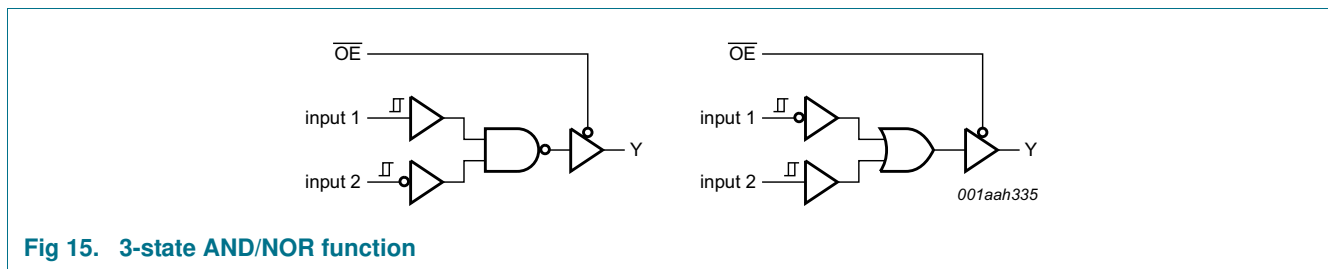 OE
input 1
input 2
Y
OE
input 1
input 2
Y
001aah335
Fig 15. 3-state AND/NOR function